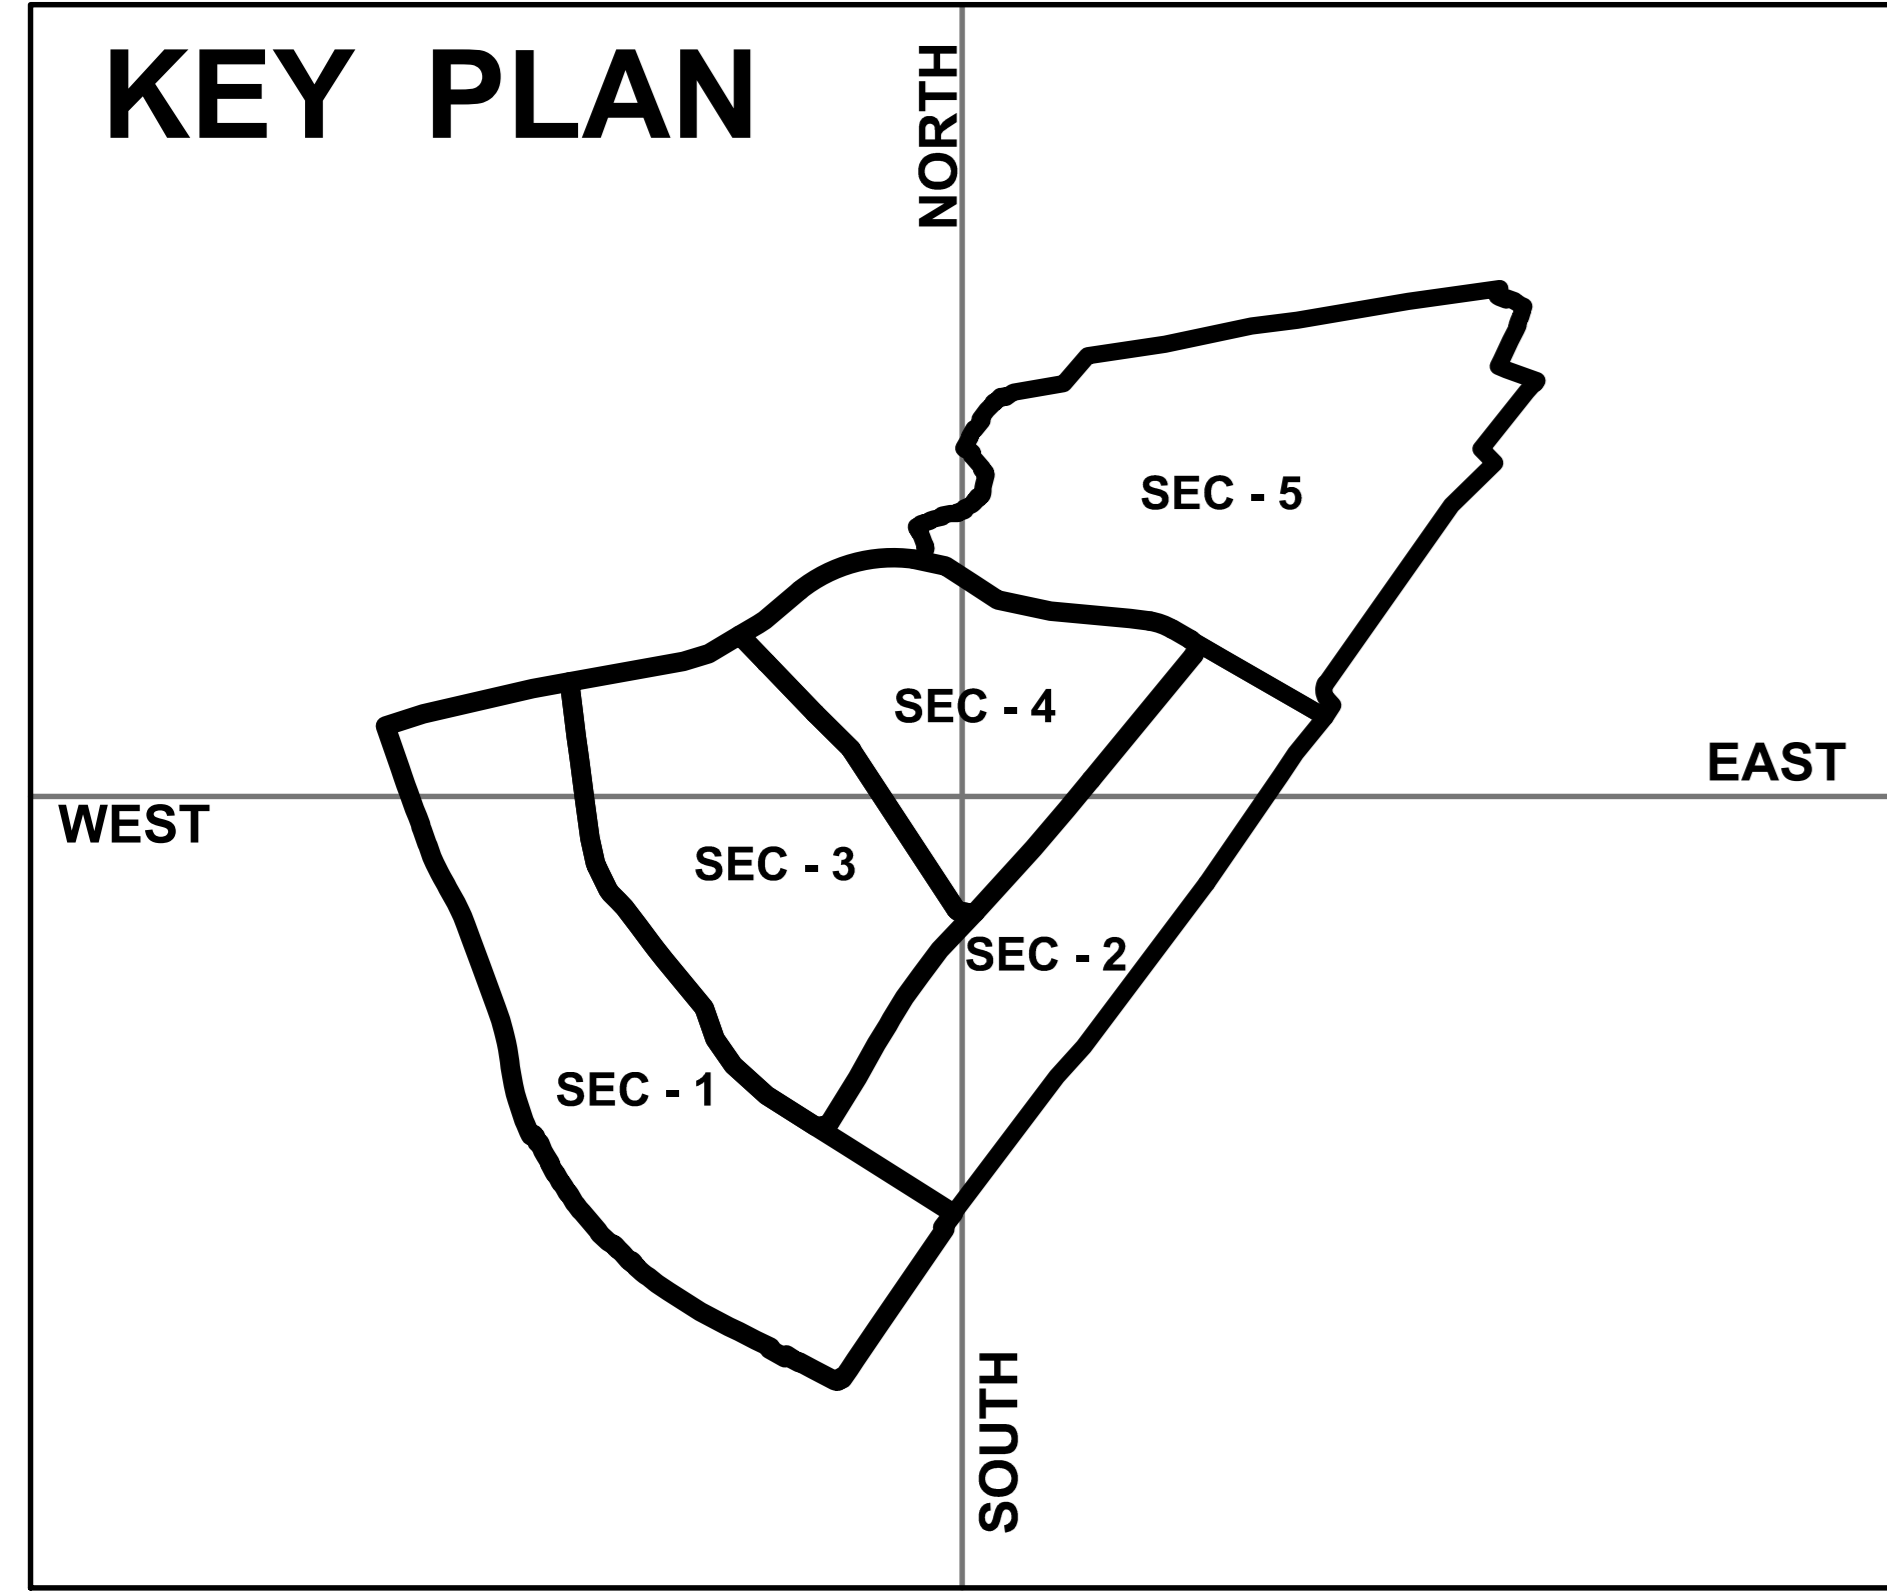 KEY PLAN
NORTH
SEC - 5
SEC - 4
EAST
WEST
SEC - 3
SEC - 2
SEC - 1
SOUTH